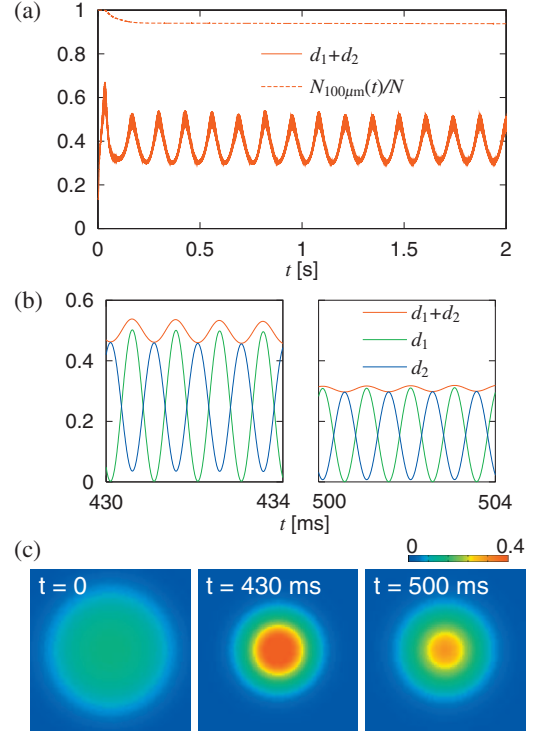 (a)
1
0.8
0.6
0.4
0.2
0
d₁+d₂
N₁₀₀μm(t)/N
0 0.5 1 1.5 2
t [s]
(b)
0.6
0.4
0.2
0
430 434
d₁+d₂
d₁
d₂
500 504
t [ms]
(c)
0 0.4
t = 0
t = 430 ms
t = 500 ms